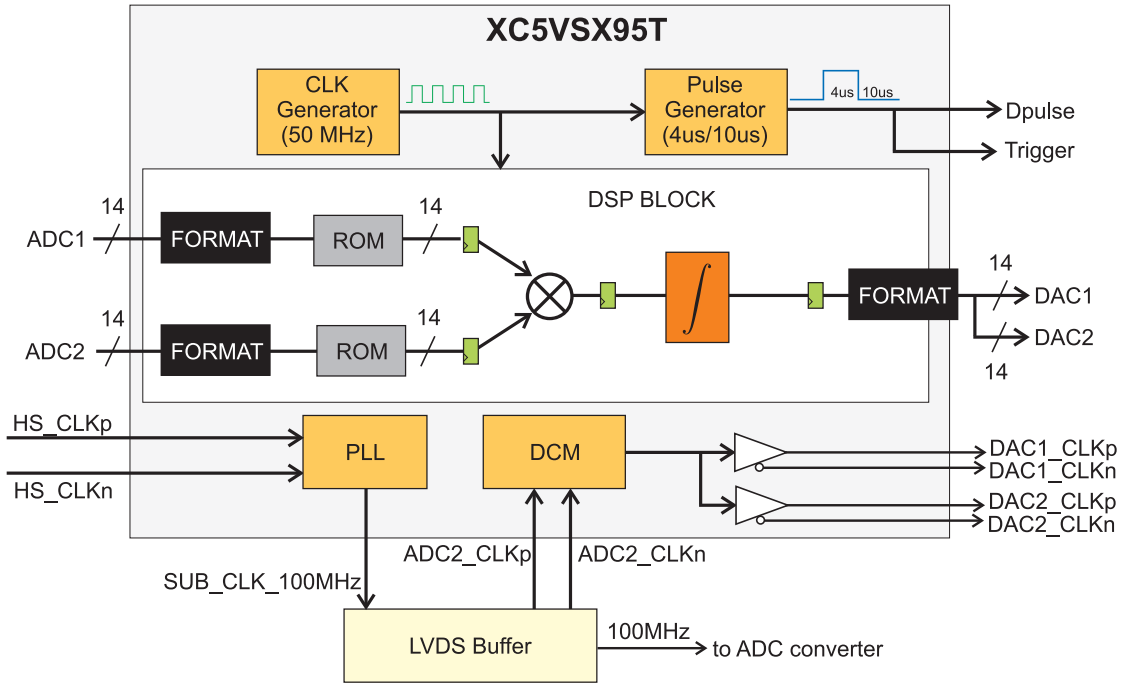 XC5VSX95T
CLK
Generator
(50 MHz)
Pulse
Generator
(4us/10us)
4us 10us
Dpulse
Trigger
DSP BLOCK
14
ADC1
FORMAT
ROM
14
14
ADC2
FORMAT
ROM
14
∫
FORMAT
14
DAC1
DAC2
14
HS_CLKp
HS_CLKn
PLL
DCM
DAC1_CLKp
DAC1_CLKn
DAC2_CLKp
DAC2_CLKn
ADC2_CLKp
ADC2_CLKn
SUB_CLK_100MHz
LVDS Buffer
100MHz
to ADC converter